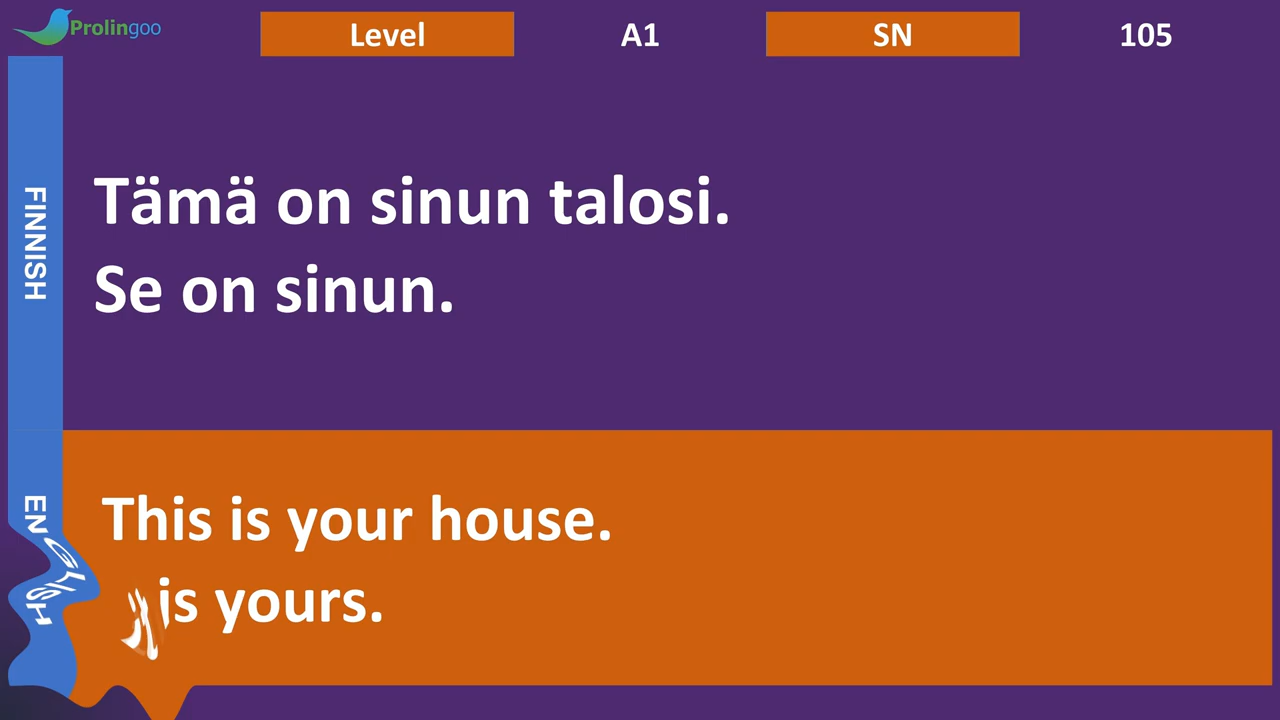 Prolingoo
Level A1 SN 105
FINNISH
Tämä on sinun talosi.
Se on sinun.
ENGLISH
This is your house.
is yours.